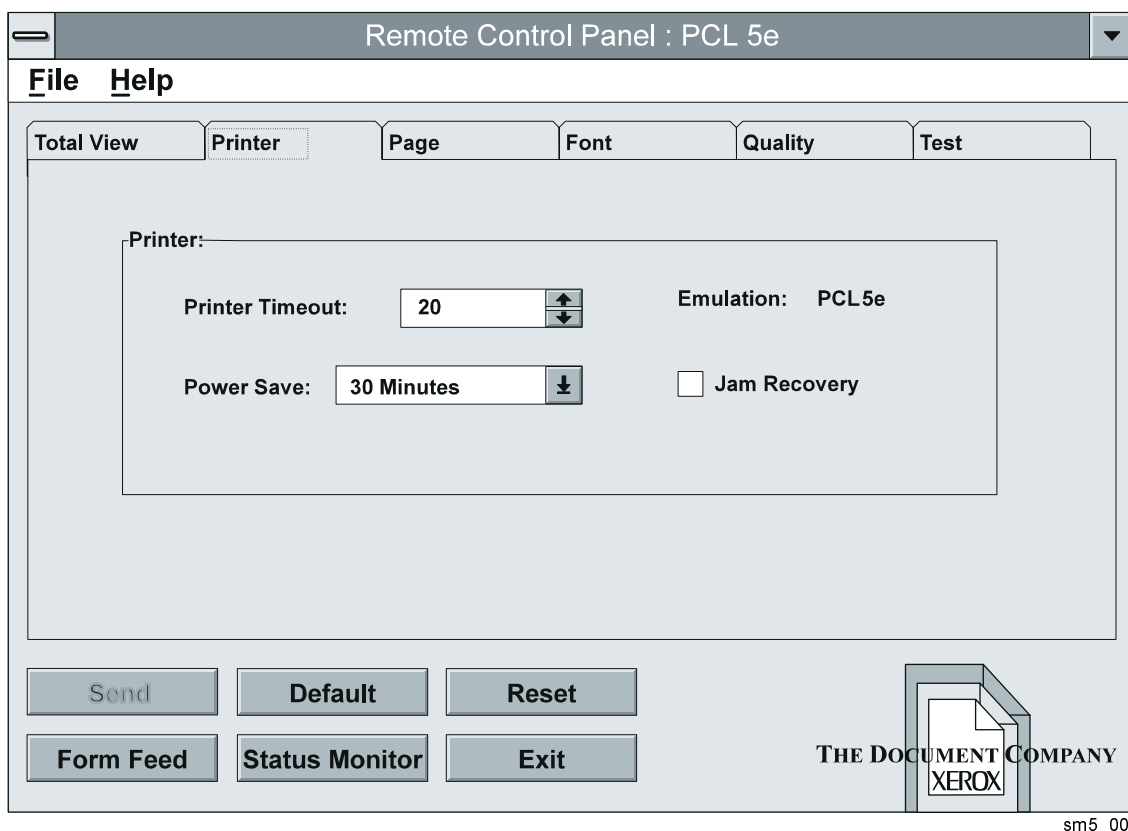 Remote Control Panel : PCL 5e
File Help
Total View Printer Page Font Quality Test
Printer:
Printer Timeout: 20 Emulation: PCL5e
Power Save: 30 Minutes Jam Recovery
Send Default Reset
Form Feed Status Monitor Exit
THE DOCUMENT COMPANY
XEROX
sm5 00